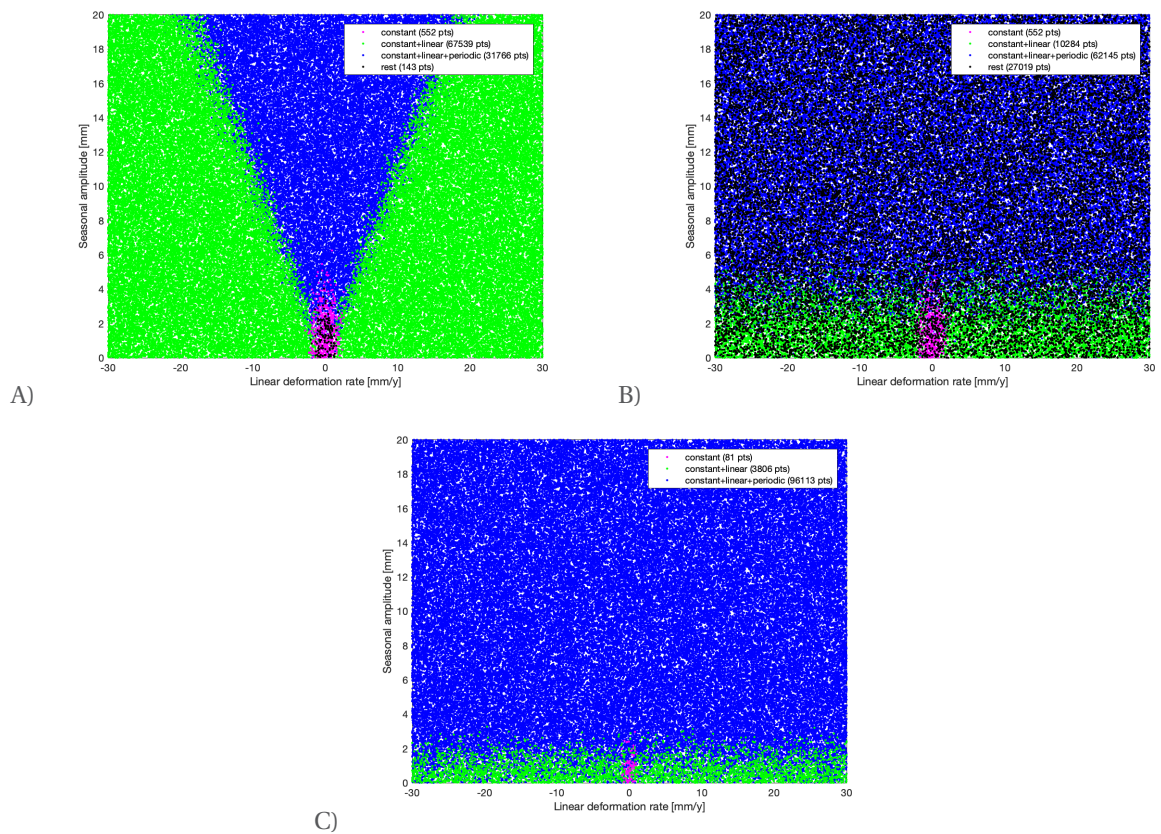 20
18
16
14
12
10
8
6
4
2
0
Seasonal amplitude [mm]
constant (552 pts)
constant+linear (67539 pts)
constant+linear+periodic (31766 pts)
rest (143 pts)
-30 -20 -10 0 10 20 30
Linear deformation rate [mm/y]
A)
20
18
16
14
12
10
8
6
4
2
0
Seasonal amplitude [mm]
constant (552 pts)
constant+linear (10284 pts)
constant+linear+periodic (62145 pts)
rest (27019 pts)
-30 -20 -10 0 10 20 30
Linear deformation rate [mm/y]
B)
20
18
16
14
12
10
8
6
4
2
0
Seasonal amplitude [mm]
constant (81 pts)
constant+linear (3806 pts)
constant+linear+periodic (96113 pts)
-30 -20 -10 0 10 20 30
Linear deformation rate [mm/y]
C)